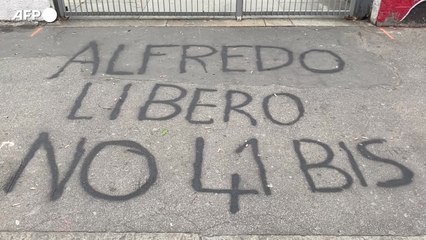 AFP
ALFREDO
LIBERO
NO 41 BIS